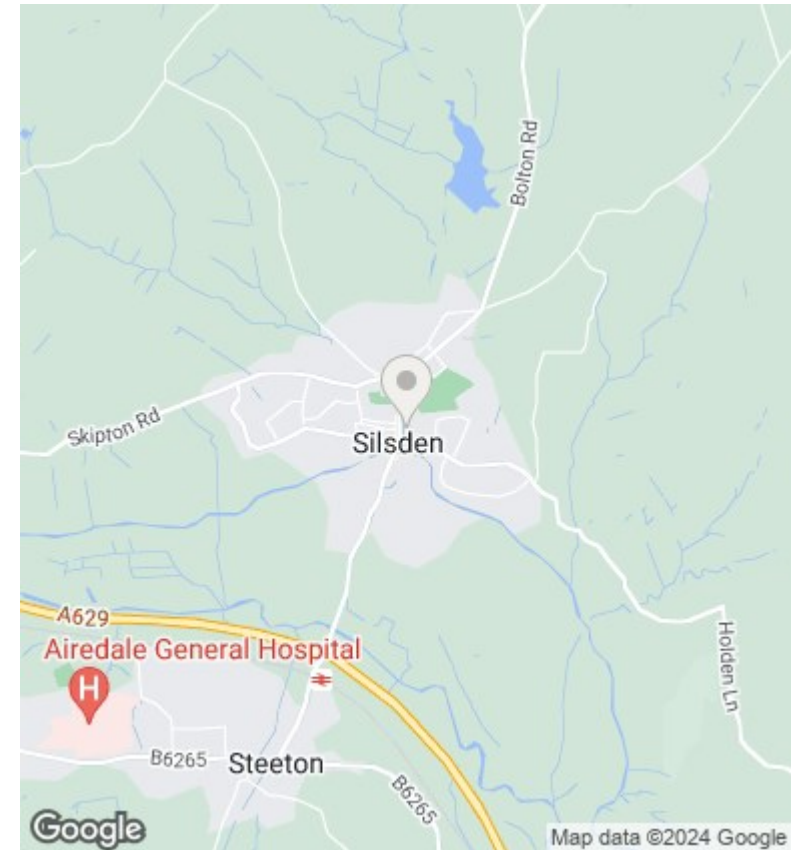 Bolton Rd
Skipton Rd
Silsden
A629
Airedale General Hospital
H
Holden Ln
B6265
Steeton
B6265
Google
Map data ©2024 Google